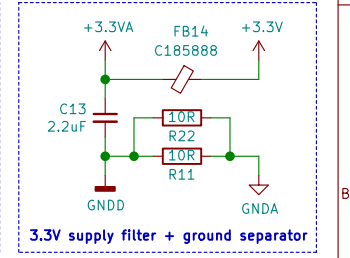 +3.3VA
FB14
+3.3V
C185888
C13
2.2uF
10R
R22
10R
R11
GNDD
GNDA
B
3.3V supply filter + ground separator